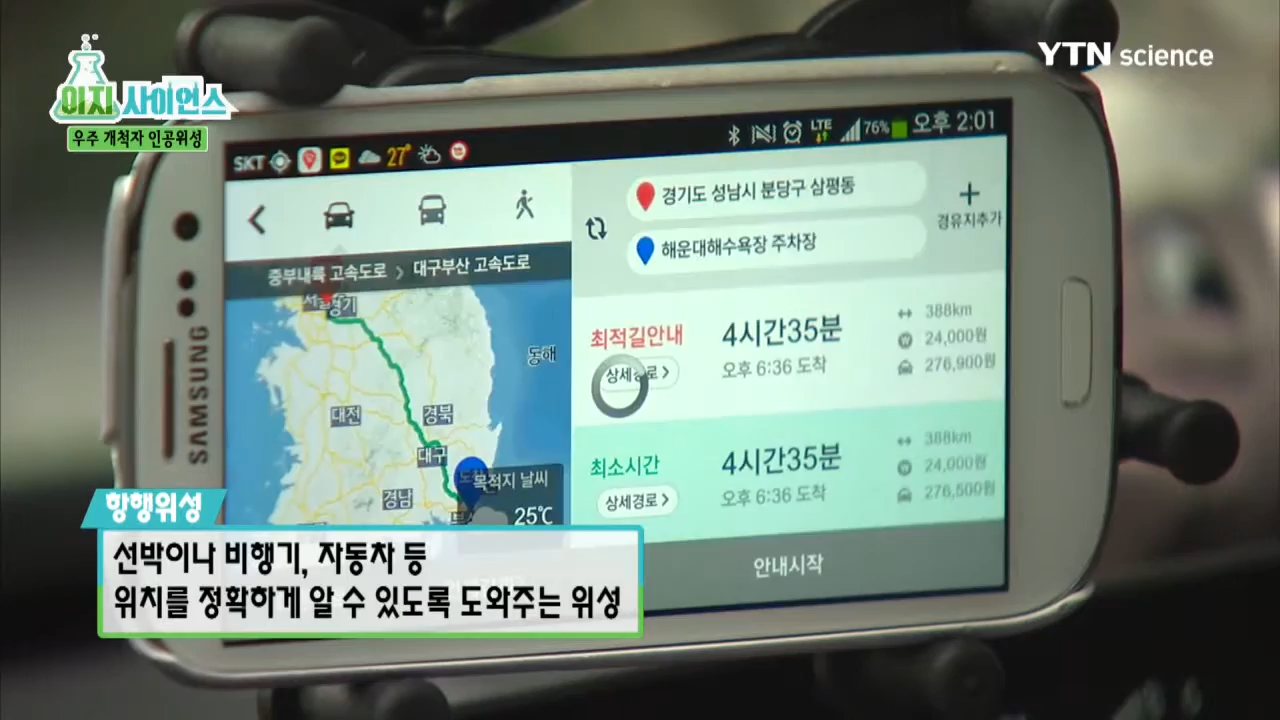 이지 사이언스
우주 개척자 인공위성
YTN science
SAMSUNG
SKT
27°
LTE
76%
오후 2:01
중부내륙 고속도로 > 대구부산 고속도로
경기
동해
대전
경북
대구
경남
목적지 날씨
25℃
경기도 성남시 분당구 삼평동
해운대해수욕장 주차장
경유지추가
최적길안내
상세경로 >
4시간35분
오후 6:36 도착
388km
24,000원
276,900원
최소시간
상세경로 >
4시간35분
오후 6:36 도착
388km
24,000원
276,500원
안내시작
항행위성
선박이나 비행기, 자동차 등
위치를 정확하게 알 수 있도록 도와주는 위성